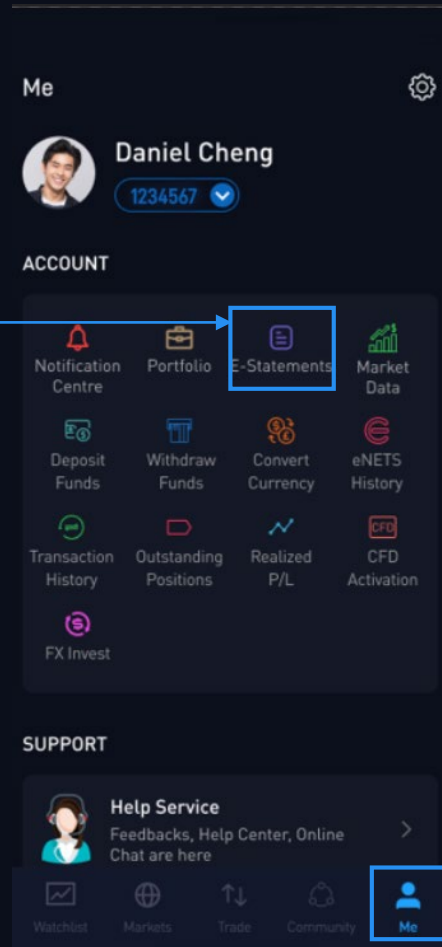 Me
Daniel Cheng
1234567
ACCOUNT
Notification Centre
Portfolio
E-Statements
Market Data
Deposit Funds
Withdraw Funds
Convert Currency
eNETS History
Transaction History
Outstanding Positions
Realized P/L
CFD
CFD Activation
FX Invest
SUPPORT
Help Service
Feedbacks, Help Center, Online
Chat are here
Watchlist
Markets
Trade
Community
Me